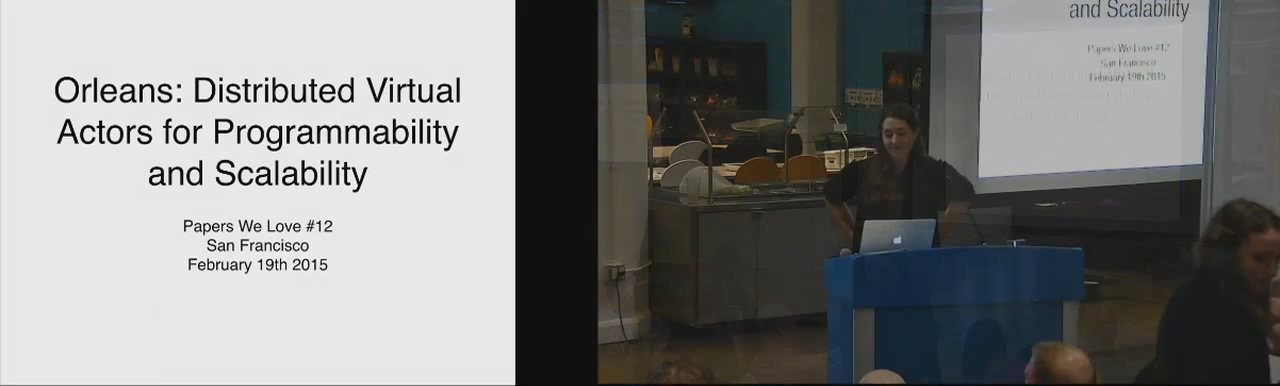 Orleans: Distributed Virtual
Actors for Programmability
and Scalability
Papers We Love #12
San Francisco
February 19th 2015
and Scalability
Papers We Love #12
San Francisco
February 19th 2015